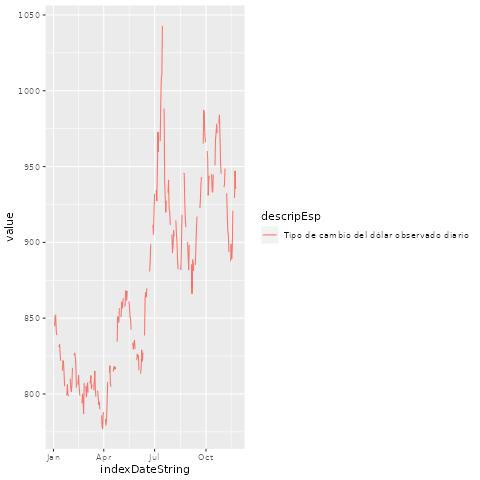 1050
1000
950
900
850
800
value
Jan
Apr
Jul
Oct
indexDateString
descripEsp
Tipo de cambio del dólar observado diario